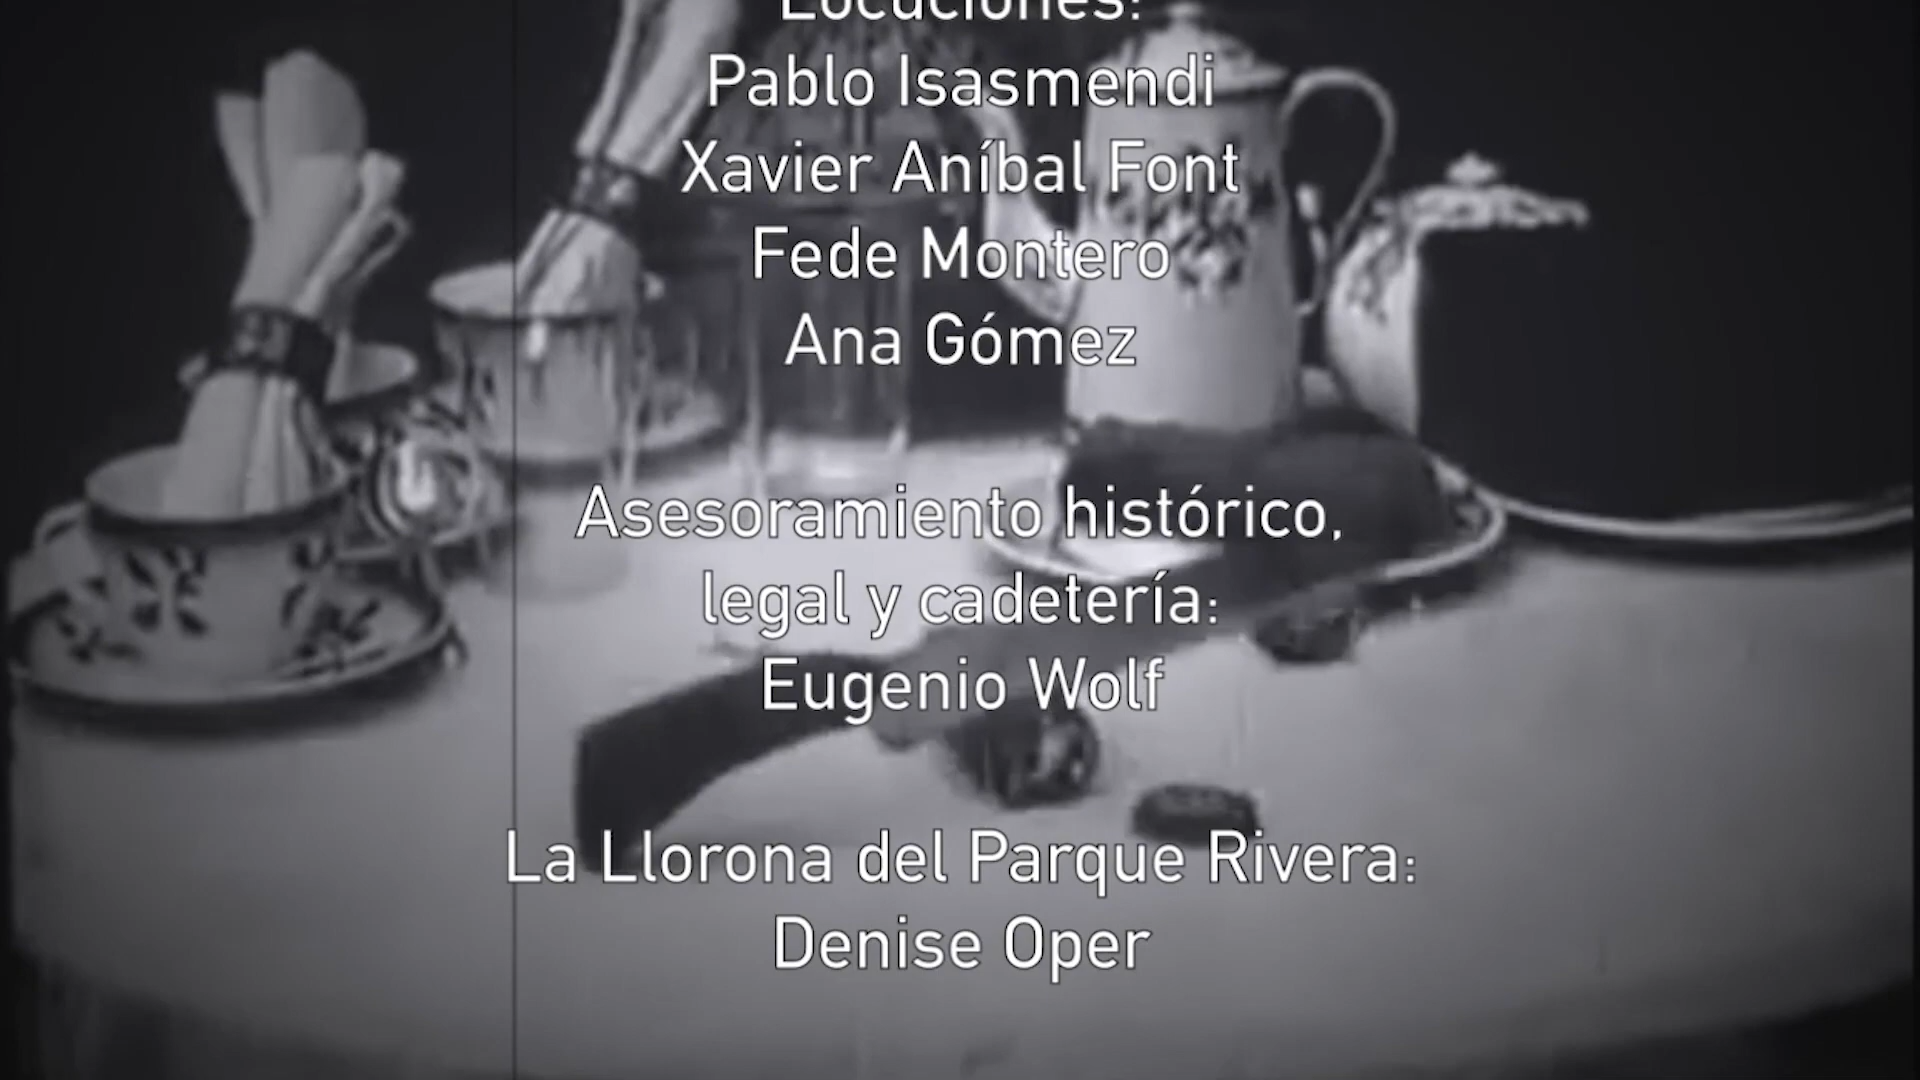 Locuciones:
Pablo Isasmendi
Xavier Aníbal Font
Fede Montero
Ana Gómez
Asesoramiento histórico,
legal y cadetería:
Eugenio Wolf
La Llorona del Parque Rivera:
Denise Oper